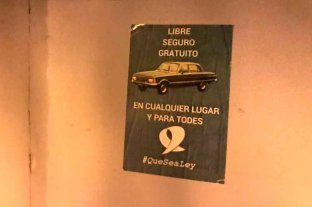 LIBRE
SEGURO
GRATUITO
EN CUALQUIER LUGAR
Y PARA TODES
#QueSeaLey